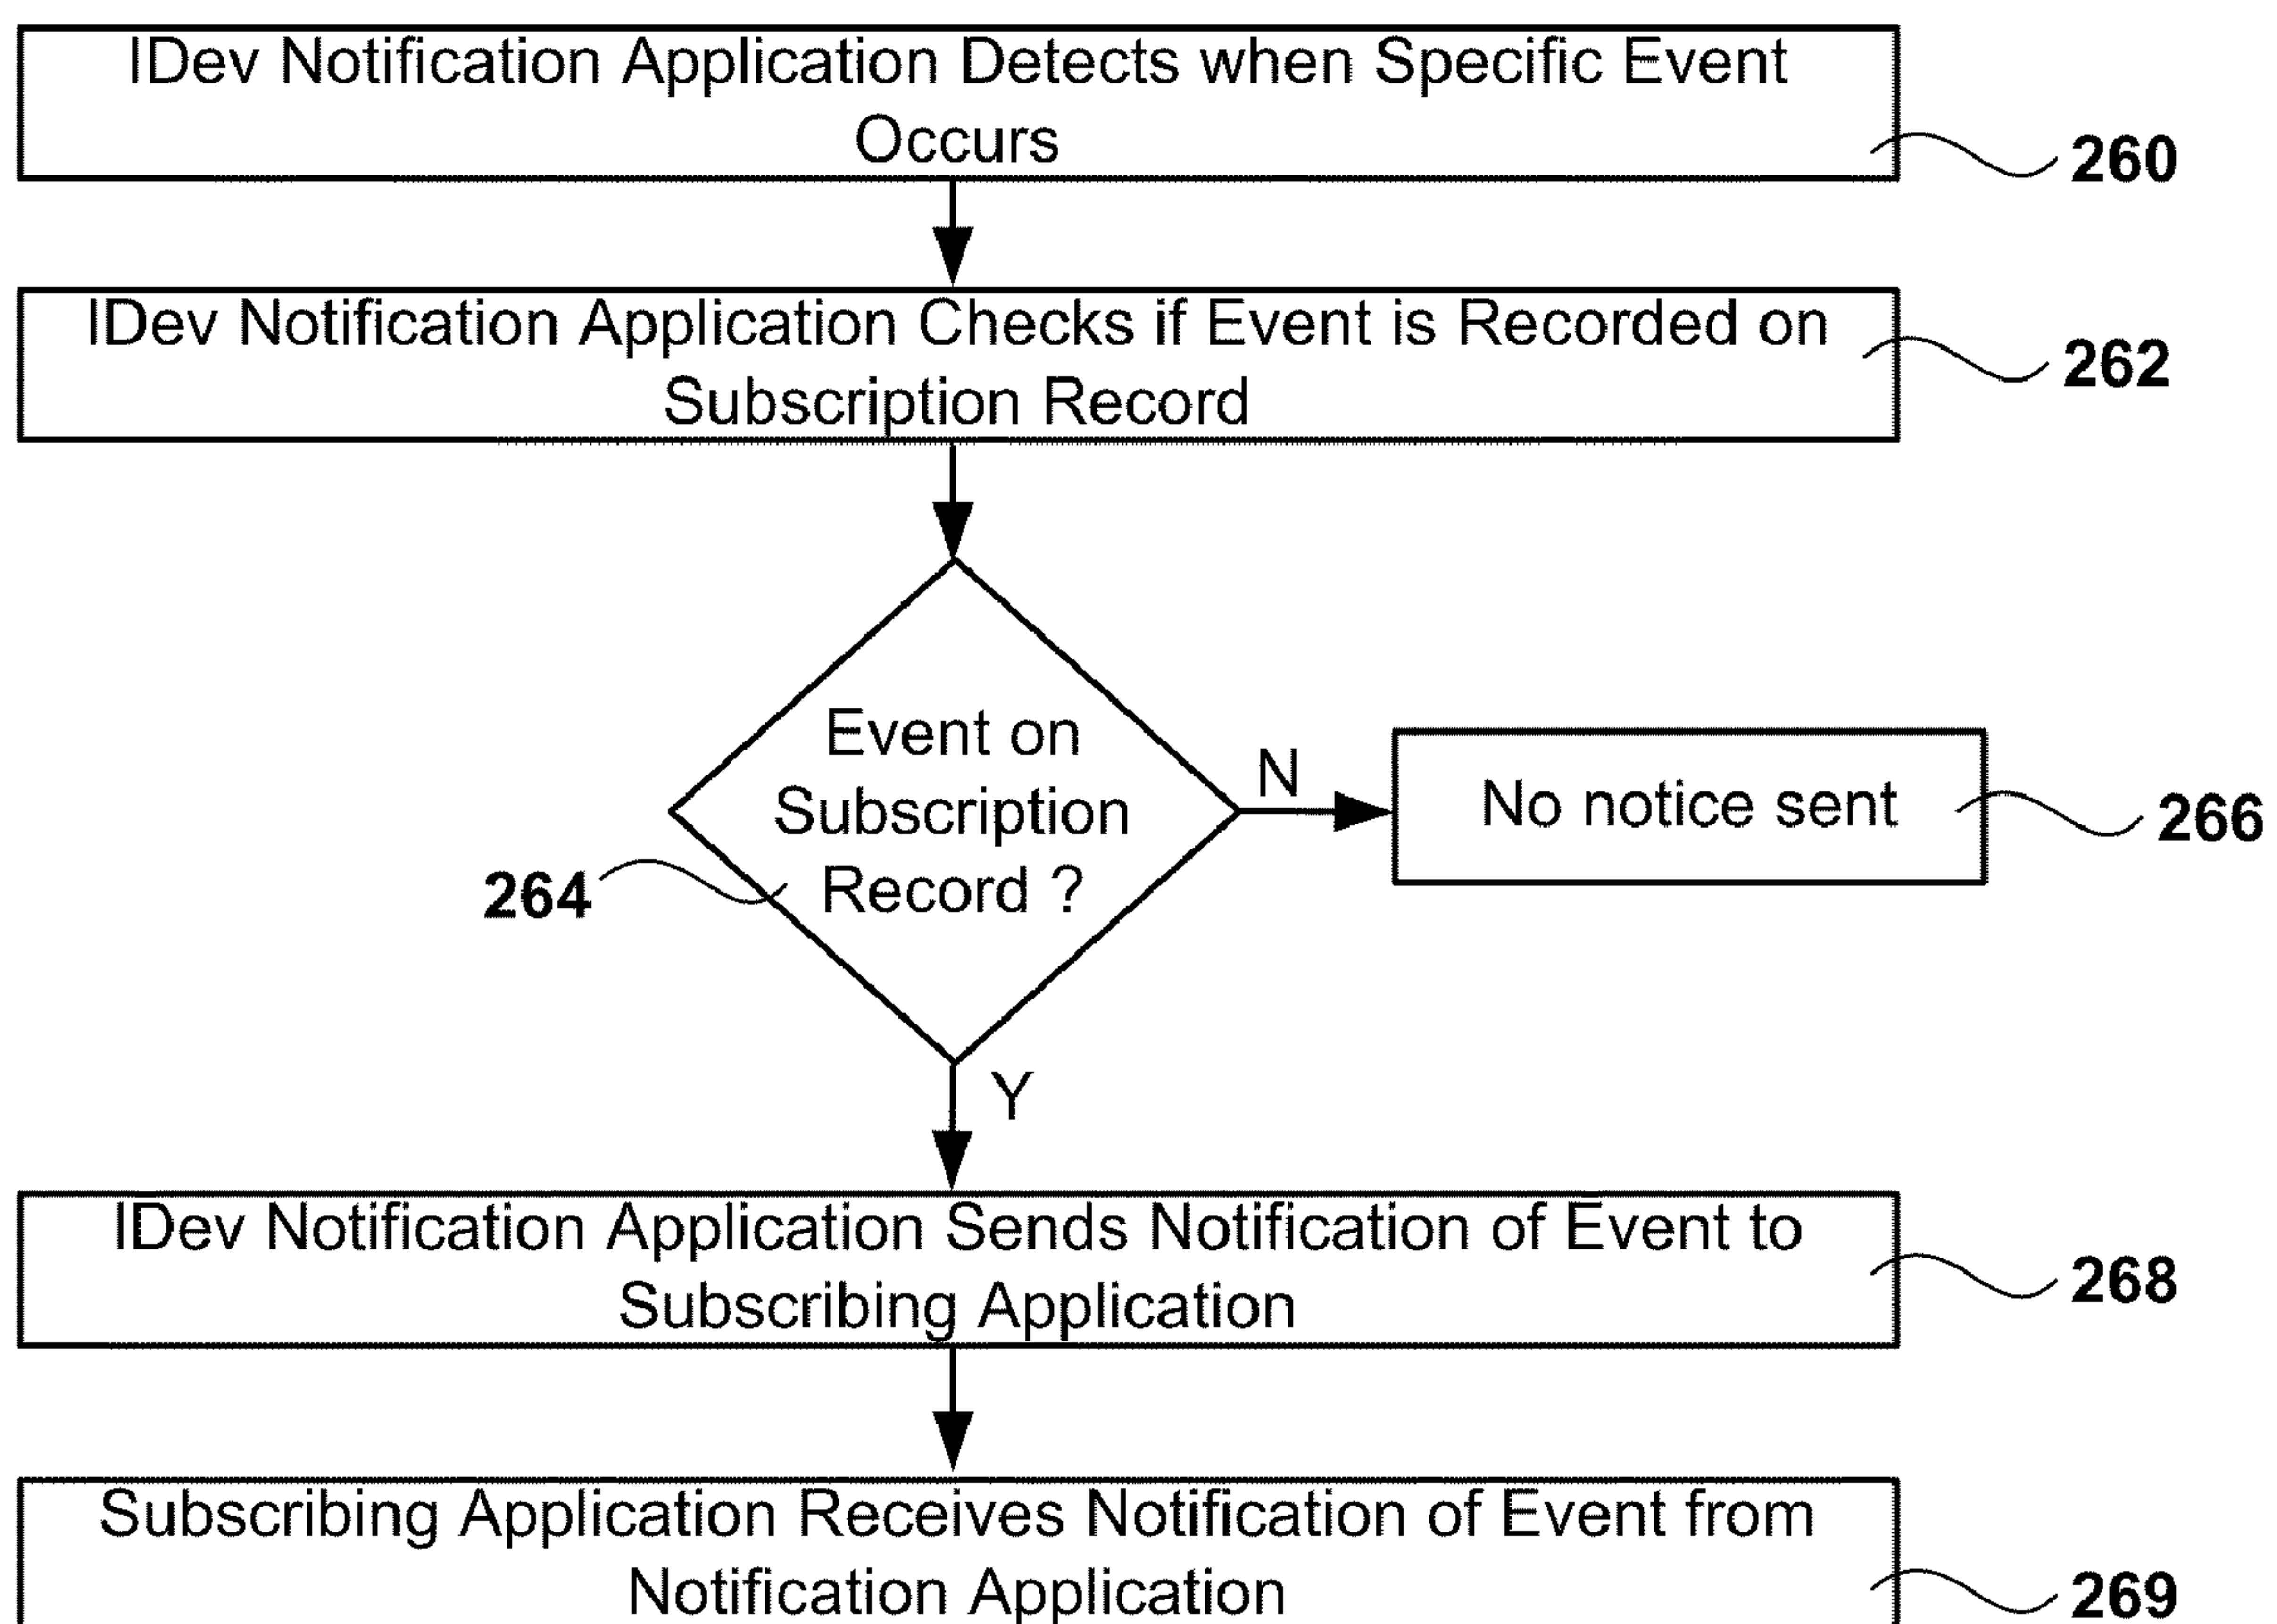 IDev Notification Application Detects when Specific Event
Occurs
260
IDev Notification Application Checks if Event is Recorded on
Subscription Record
262
Event on
Subscription
Record ?
264
N
No notice sent
266
Y
IDev Notification Application Sends Notification of Event to
Subscribing Application
268
Subscribing Application Receives Notification of Event from
Notification Application
269